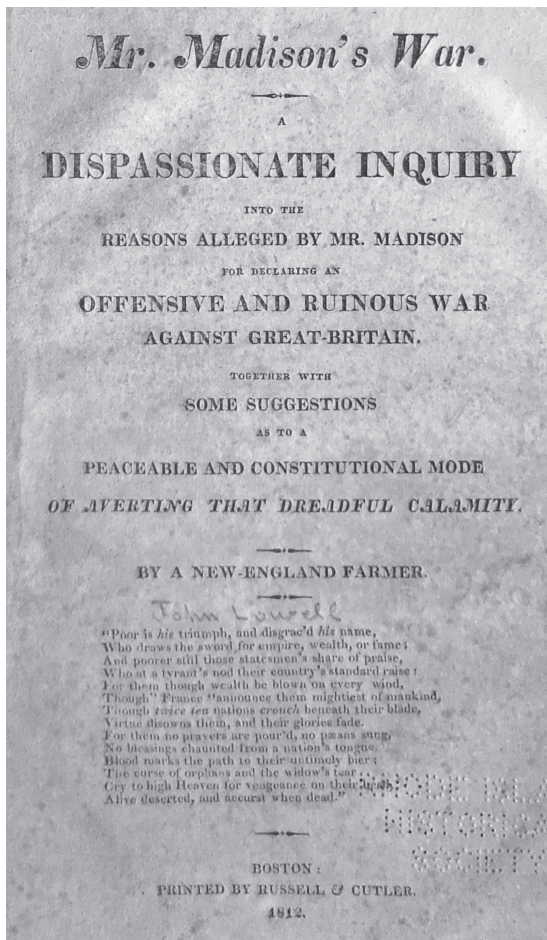 Mr. Madison's War.
A
DISPASSIONATE INQUIRY
INTO THE
REASONS ALLEGED BY MR. MADISON
FOR DECLARING AN
OFFENSIVE AND RUINOUS WAR
AGAINST GREAT-BRITAIN.
TOGETHER WITH
SOME SUGGESTIONS
AS TO A
PEACEABLE AND CONSTITUTIONAL MODE
OF AVERTING THAT DREADFUL CALAMITY.
BY A NEW-ENGLAND FARMER.
John Lowell
"Poor is his triumph, and disgrac'd his name,
Who draws the sword for empire, wealth, or fame;
And poorer still those statesmen's share of praise,
Who at a tyrant's nod their country's standard raise:
For them though wealth be blown on every wind,
Though" France "announce them mightiest of mankind,
Though twice ten nations crouch beneath their blade,
Virtue disowns them, and their glories fade.
For them no prayers are pour'd, no pæans sung,
No blessings chaunted from a nation's tongue.
Blood marks the path to their untimely bier;
The curse of orphans and the widow's tear
Cry to high Heaven for vengeance on their
Alive deserted, and accurst when dead."
HISTORICAL
SOCIETY
BOSTON:
PRINTED BY RUSSELL & CUTLER.
1812.